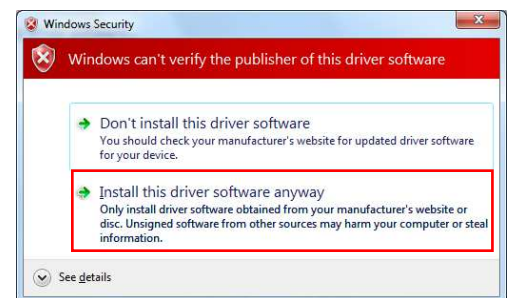 Windows Security
Windows can't verify the publisher of this driver software
Don't install this driver software
You should check your manufacturer's website for updated driver software
for your device.
Install this driver software anyway
Only install driver software obtained from your manufacturer's website or
disc. Unsigned software from other sources may harm your computer or steal
information.
See details